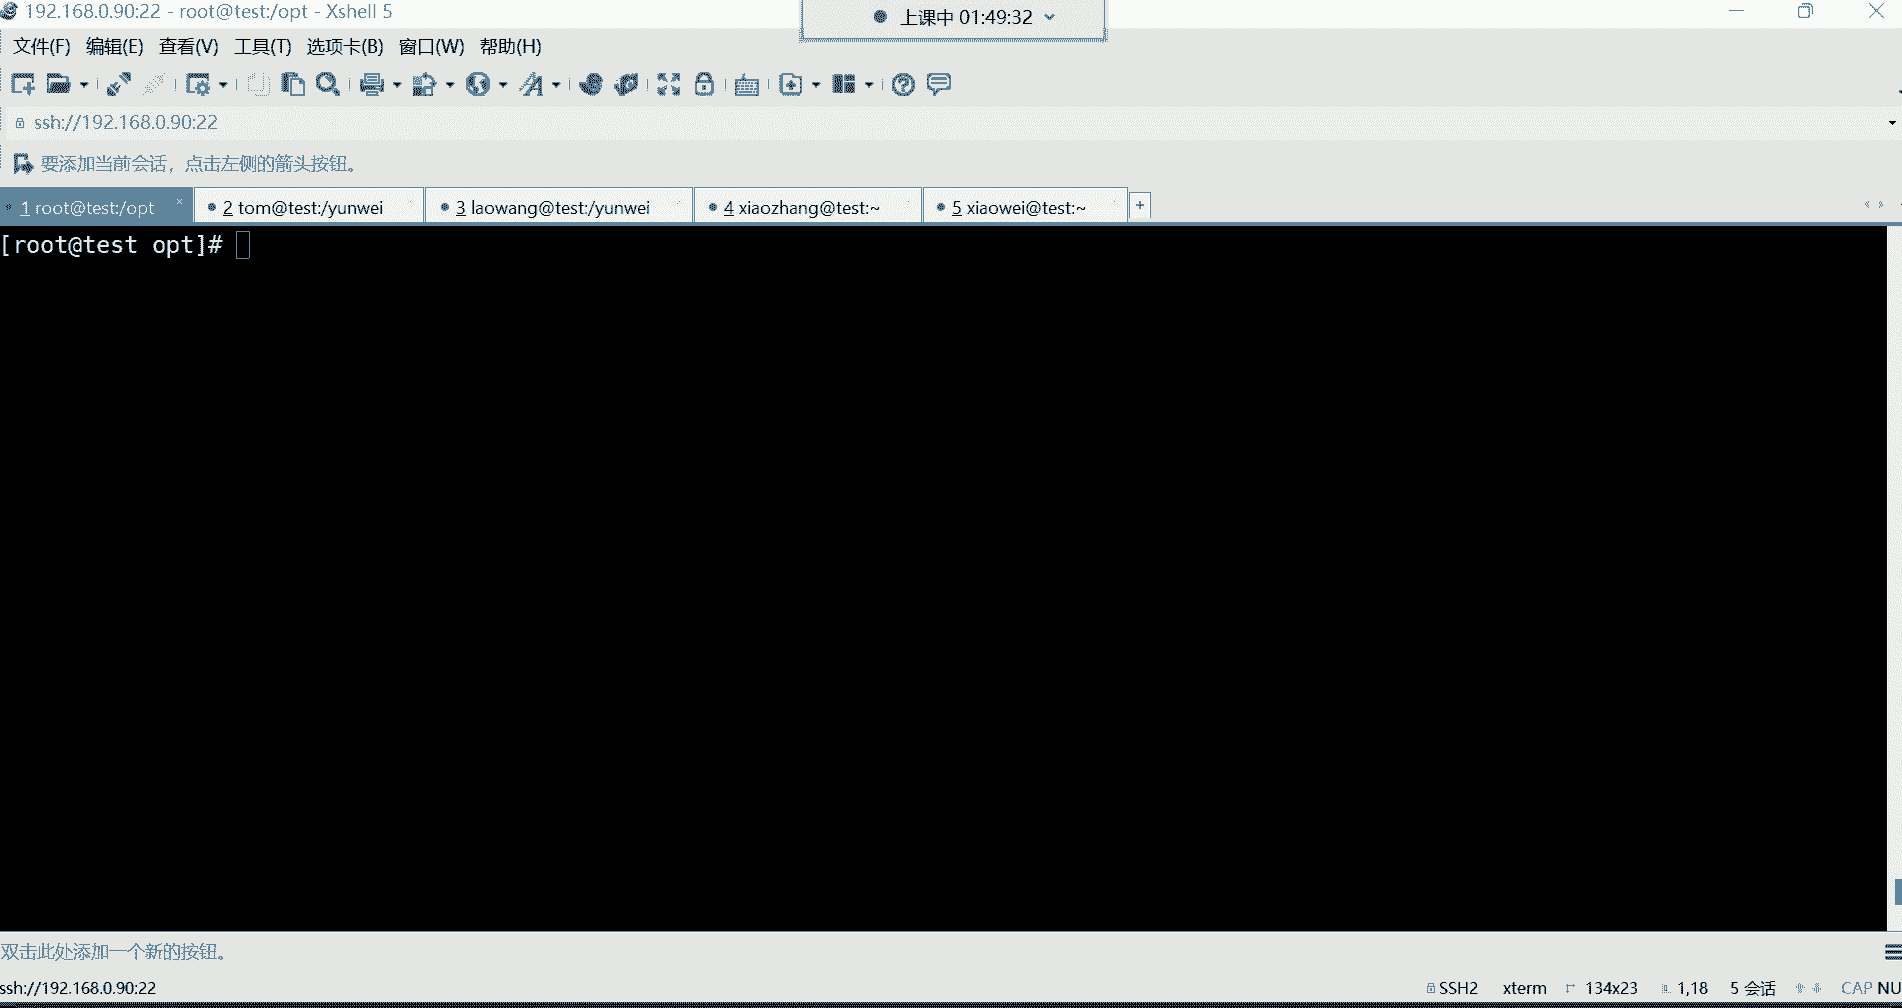 192.168.0.90:22 - root@test:/opt - Xshell 5
上课中 01:49:32
文件(F) 编辑(E) 查看(V) 工具(T) 选项卡(B) 窗口(W) 帮助(H)
ssh://192.168.0.90:22
要添加当前会话，点击左侧的箭头按钮。
1 root@test:/opt 2 tom@test:/yunwei 3 laowang@test:/yunwei 4 xiaozhang@test:~ 5 xiaowei@test:~
[root@test opt]#
双击此处添加一个新的按钮。
ssh://192.168.0.90:22 SSH2 xterm 134x23 1,18 5 会话 CAP NU